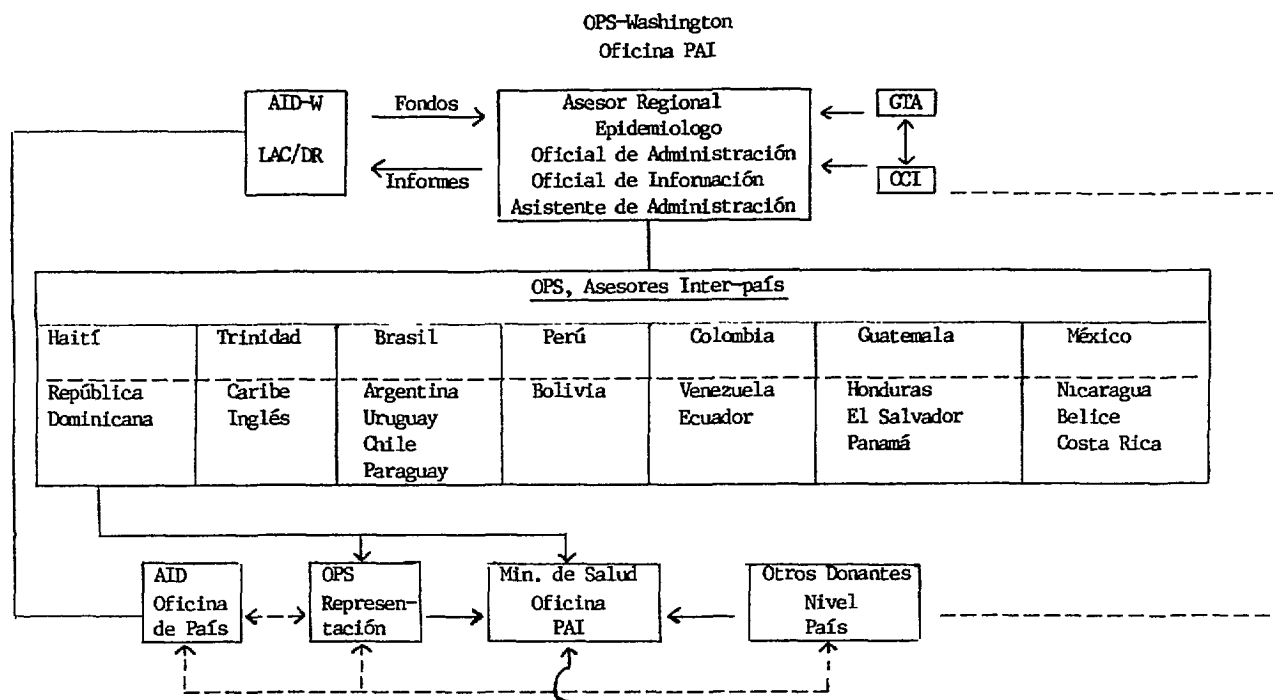 OPS-Washington
Oficina PAI
AID-W
LAC/DR
Fondos
Informes
Asesor Regional
Epidemiologo
Oficial de Administración
Oficial de Información
Asistente de Administración
GTA
CCI
OPS, Asesores Inter-país
Haití
República
Dominicana
Trinidad
Caribe
Inglés
Brasil
Argentina
Uruguay
Chile
Paraguay
Perú
Bolivia
Colombia
Venezuela
Ecuador
Guatemala
Honduras
El Salvador
Panamá
México
Nicaragua
Belice
Costa Rica
AID
Oficina
de País
OPS
Represen-
tación
Min. de Salud
Oficina
PAI
Otros Donantes
Nivel
País